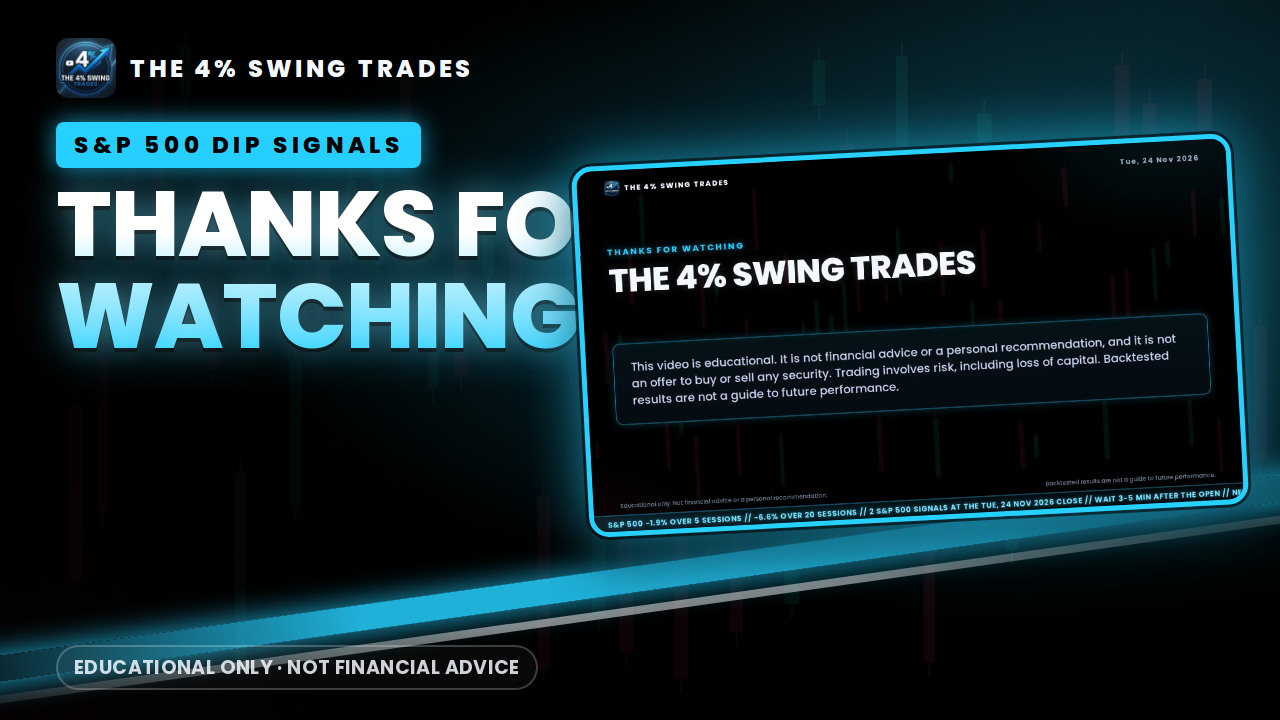 4%
THE 4% SWING
TRADES
THE 4% SWING TRADES
S&P 500 DIP SIGNALS
THANKS FO
WATCHING
THE 4% SWING TRADES
Tue, 24 Nov 2026
THANKS FOR WATCHING
THE 4% SWING TRADES
This video is educational. It is not financial advice or a personal recommendation, and it is not
an offer to buy or sell any security. Trading involves risk, including loss of capital. Backtested
results are not a guide to future performance.
Educational only. Not financial advice or a personal recommendation.
Backtested results are not a guide to future performance.
S&P 500 -1.9% OVER 5 SESSIONS // -6.6% OVER 20 SESSIONS // 2 S&P 500 SIGNALS AT THE TUE, 24 NOV 2026 CLOSE // WAIT 3-5 MIN AFTER THE OPEN //
EDUCATIONAL ONLY · NOT FINANCIAL ADVICE